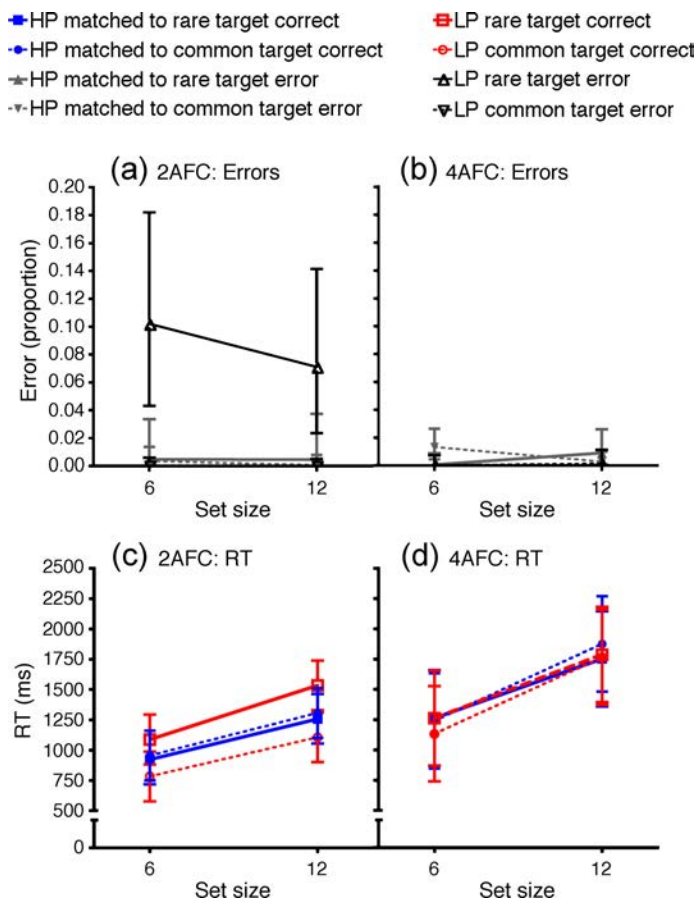 HP matched to rare target correct
HP matched to common target correct
HP matched to rare target error
HP matched to common target error
LP rare target correct
LP common target correct
LP rare target error
LP common target error
(a) 2AFC: Errors
(b) 4AFC: Errors
Error (proportion)
0.20
0.18
0.16
0.14
0.12
0.10
0.08
0.06
0.04
0.02
0.00
6 12
Set size
6 12
Set size
(c) 2AFC: RT
(d) 4AFC: RT
RT (ms)
2500
2250
2000
1750
1500
1250
1000
750
500
0
6 12
Set size
6 12
Set size